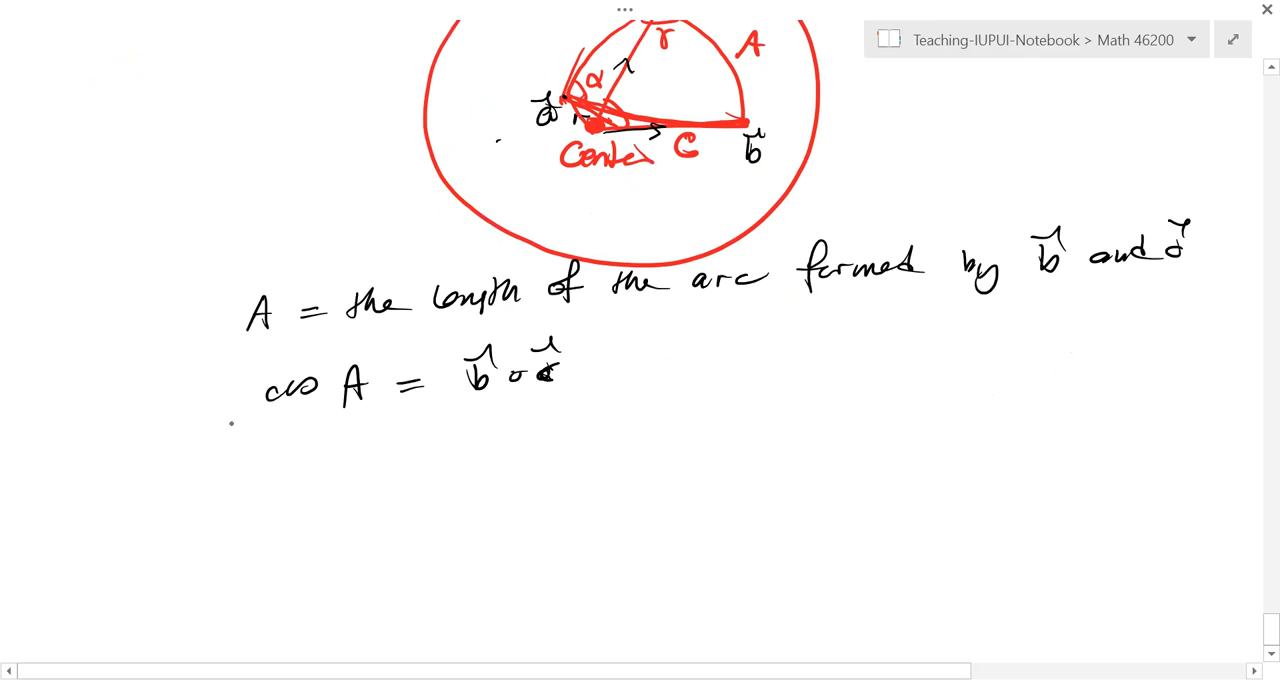 Teaching-IUPUI-Notebook > Math 46200
γ A
α
a⃗
Center C b⃗
A = the length of the arc formed by b⃗ and
cos A = b⃗ ∘ c⃗